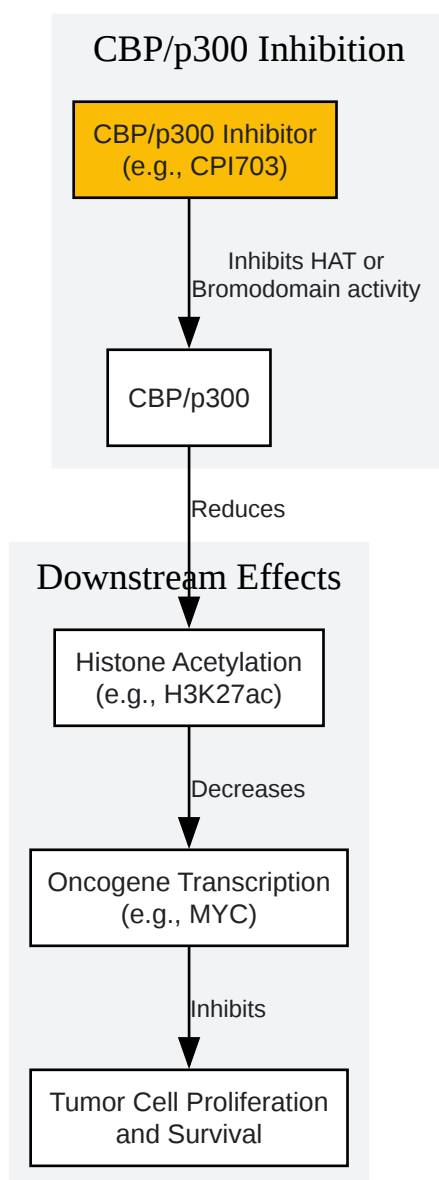 CBP/p300 Inhibition
CBP/p300 Inhibitor
(e.g., CPI703)
Inhibits HAT or
Bromodomain activity
CBP/p300
Reduces
Downstream Effects
Histone Acetylation
(e.g., H3K27ac)
Decreases
Oncogene Transcription
(e.g., MYC)
Inhibits
Tumor Cell Proliferation
and Survival